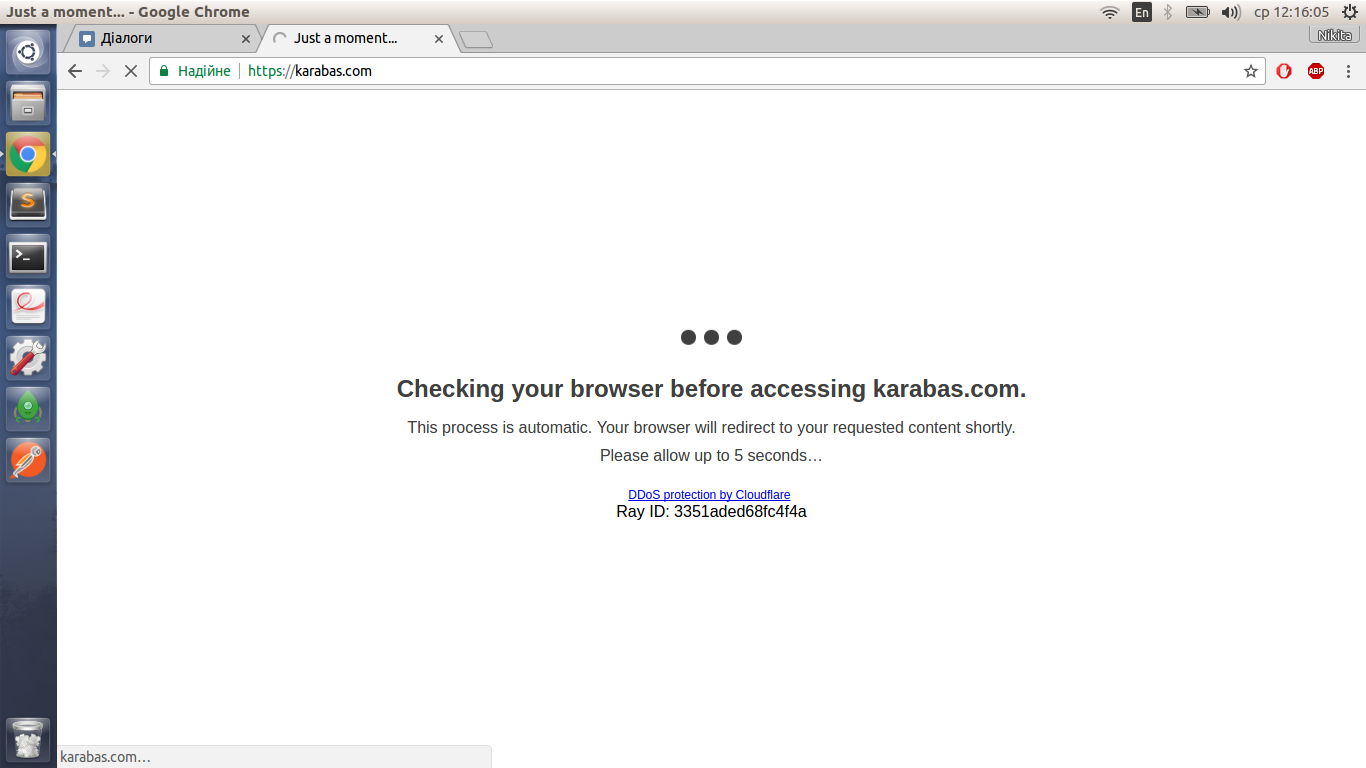 Just a moment... - Google Chrome
En
ср 12:16:05
Діалоги
Just a moment...
Nikita
Надійне
https://karabas.com
ABP
Checking your browser before accessing karabas.com.
This process is automatic. Your browser will redirect to your requested content shortly.
Please allow up to 5 seconds…
DDoS protection by Cloudflare
Ray ID: 3351aded68fc4f4a
karabas.com…